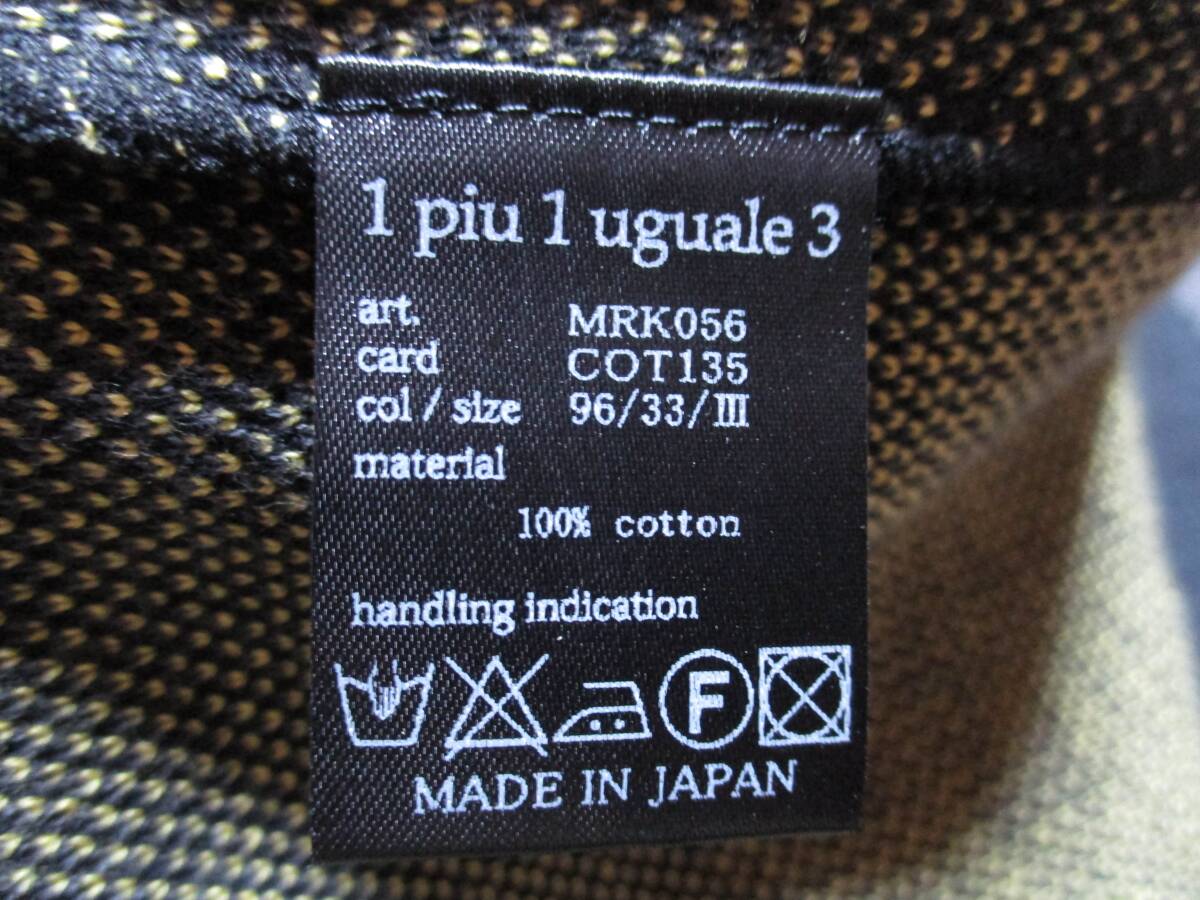 1 piu 1 uguale 3
art. MRK056
card COT135
col / size 96/33/III
material
100% cotton
handling indication
F
MADE IN JAPAN